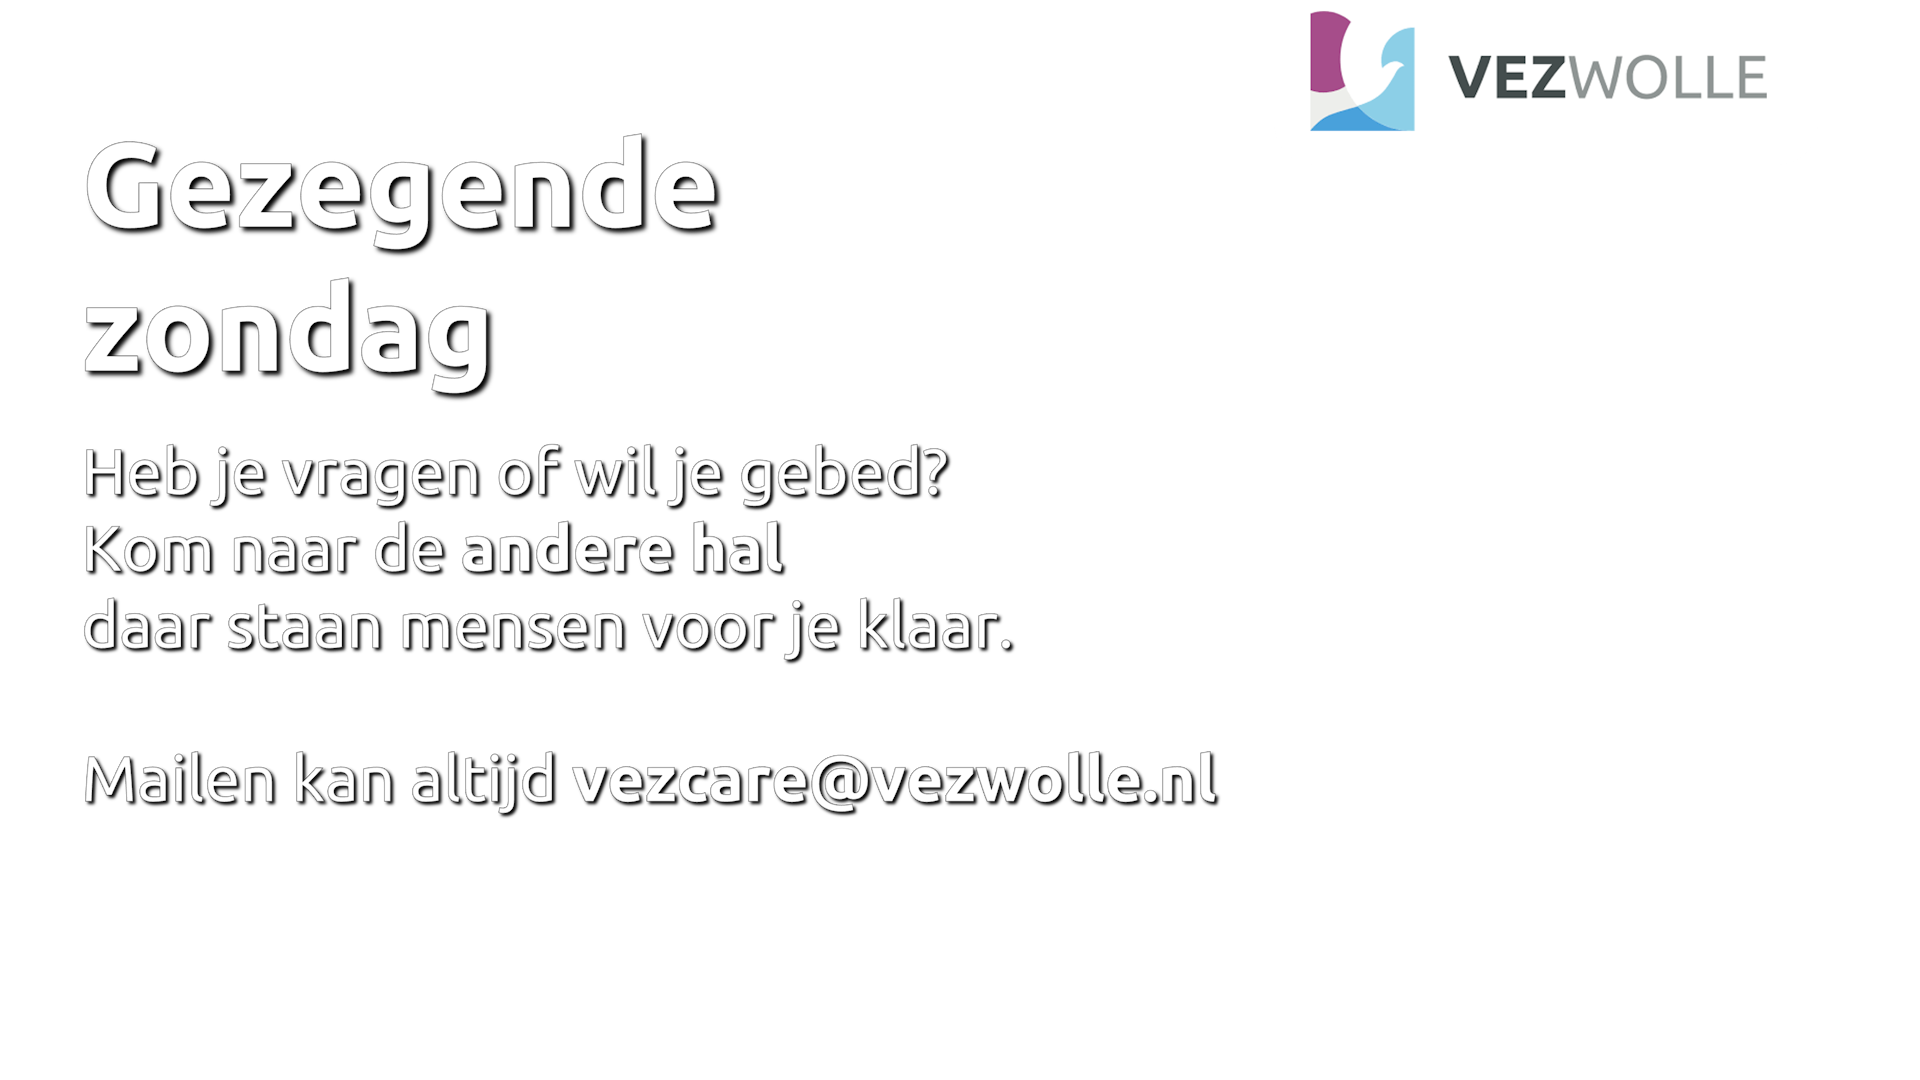 VEZWOLLE
Gezegende
zondag
Heb je vragen of wil je gebed?
Kom naar de andere hal
daar staan mensen voor je klaar.
Mailen kan altijd vezcare@vezwolle.nl